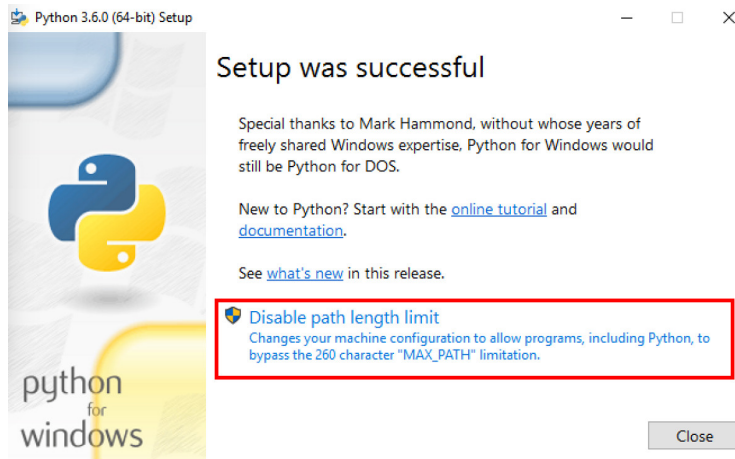 Python 3.6.0 (64-bit) Setup
Setup was successful
Special thanks to Mark Hammond, without whose years of
freely shared Windows expertise, Python for Windows would
still be Python for DOS.
New to Python? Start with the online tutorial and
documentation.
See what's new in this release.
Disable path length limit
Changes your machine configuration to allow programs, including Python, to
bypass the 260 character "MAX_PATH" limitation.
python
for
windows
Close